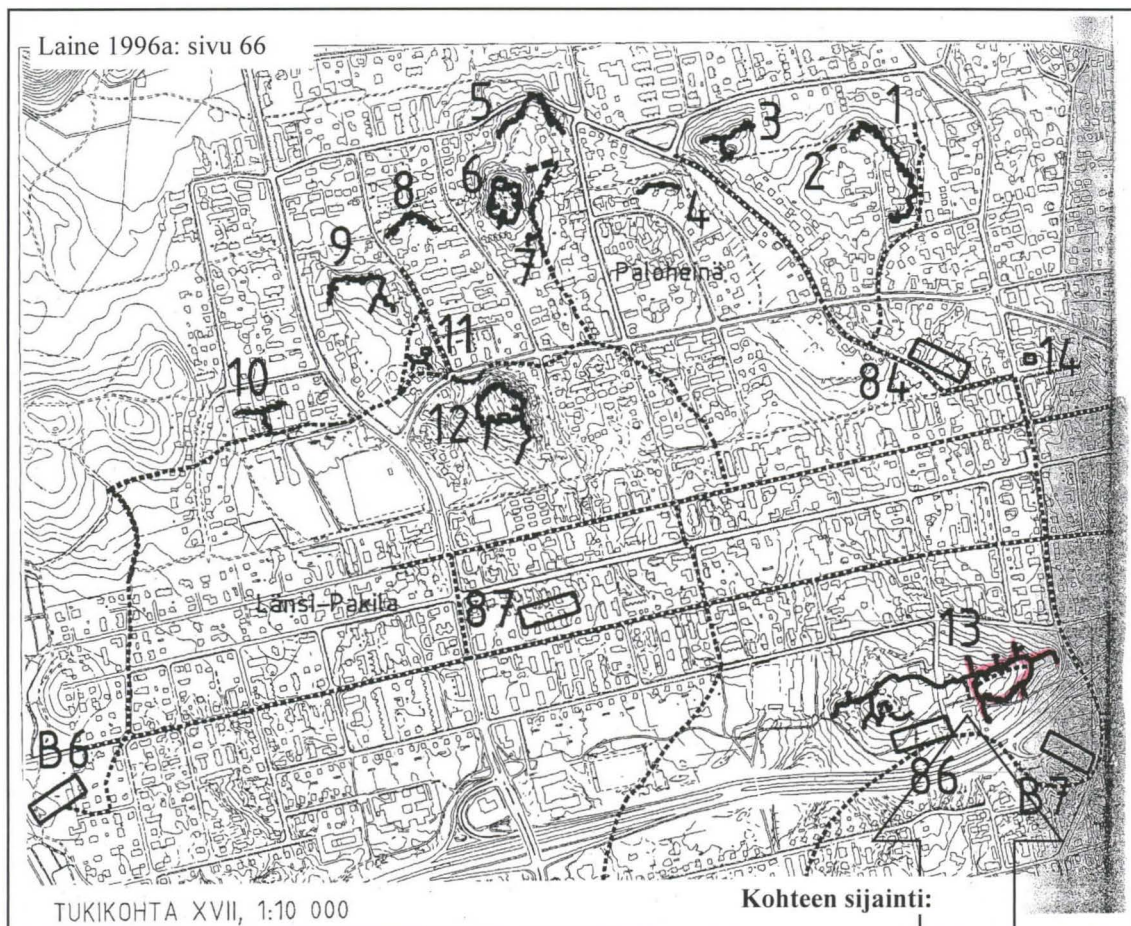 Laine 1996a: sivu 66
5
3
1
6
2
8
4
9
7
Paloheinä
11
10
84
14
12
Länsi-Pakila
87
13
B6
86
B7
TUKIKOHTA XVII, 1:10 000
Kohteen sijainti: